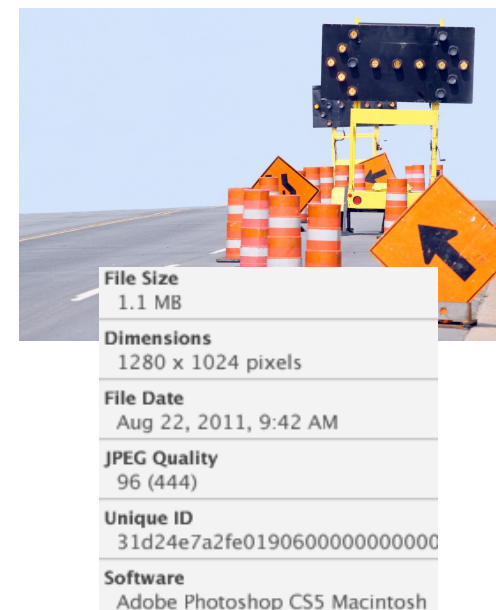 File Size
1.1 MB
Dimensions
1280 x 1024 pixels
File Date
Aug 22, 2011, 9:42 AM
JPEG Quality
96 (444)
Unique ID
31d24e7a2fe0190600000000000
Software
Adobe Photoshop CS5 Macintosh